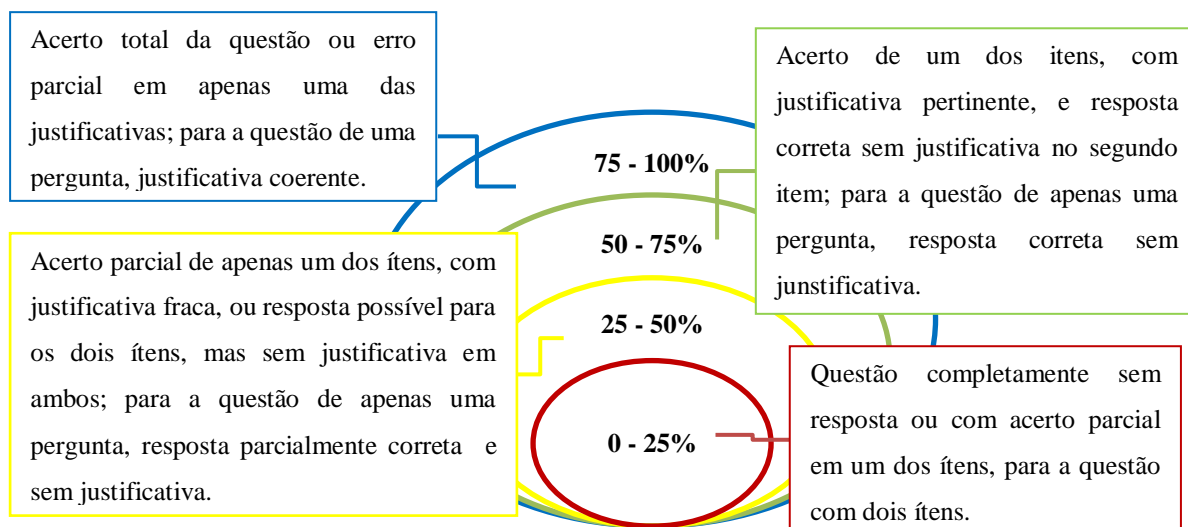 Acerto total da questão ou erro
parcial em apenas uma das
justificativas; para a questão de uma
pergunta, justificativa coerente.
Acerto de um dos itens, com
justificativa pertinente, e resposta
correta sem justificativa no segundo
item; para a questão de apenas uma
pergunta, resposta correta sem
junstificativa.
75 - 100%
50 - 75%
25 - 50%
0 - 25%
Acerto parcial de apenas um dos ítens, com
justificativa fraca, ou resposta possível para
os dois ítens, mas sem justificativa em
ambos; para a questão de apenas uma
pergunta, resposta parcialmente correta e
sem justificativa.
Questão completamente sem
resposta ou com acerto parcial
em um dos ítens, para a questão
com dois ítens.